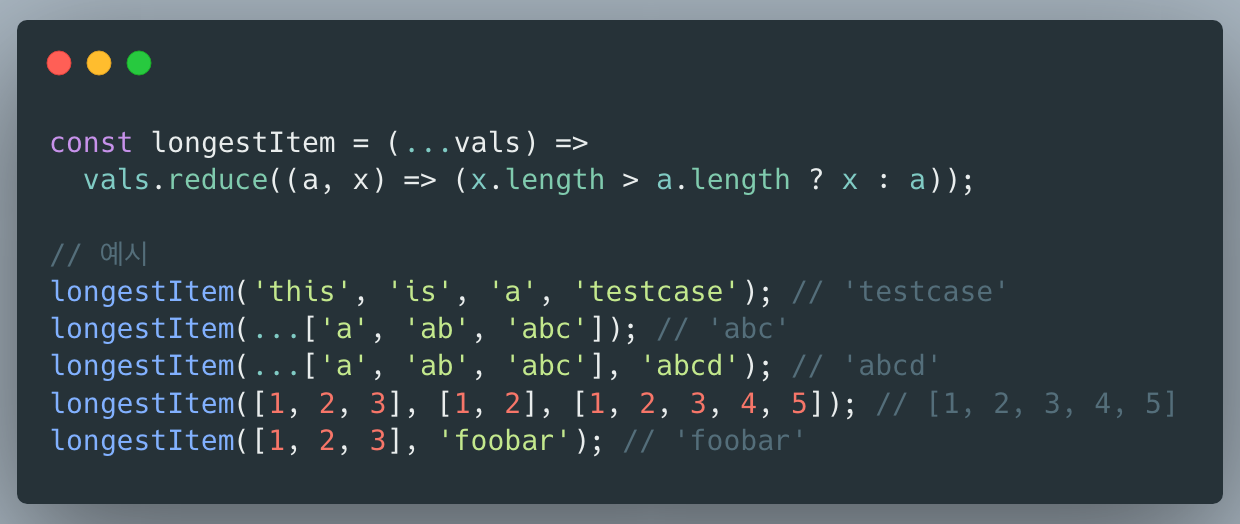 const longestItem = (...vals) =>
  vals.reduce((a, x) => (x.length > a.length ? x : a));
// 예시
longestItem('this', 'is', 'a', 'testcase'); // 'testcase'
longestItem(...['a', 'ab', 'abc']); // 'abc'
longestItem(...['a', 'ab', 'abc'], 'abcd'); // 'abcd'
longestItem([1, 2, 3], [1, 2], [1, 2, 3, 4, 5]); // [1, 2, 3, 4, 5]
longestItem([1, 2, 3], 'foobar'); // 'foobar'